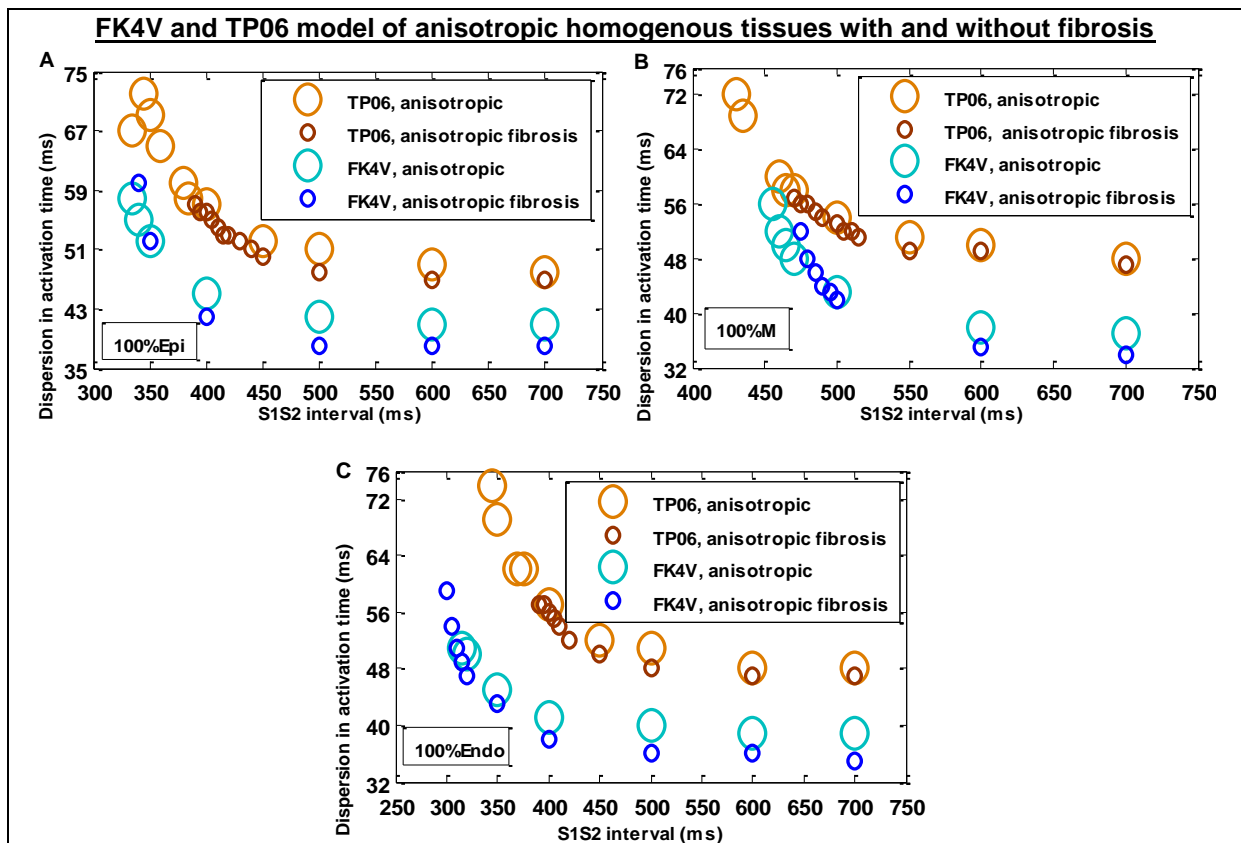 FK4V and TP06 model of anisotropic homogenous tissues with and without fibrosis
A
75
67
59
51
43
35
Dispersion in activation time (ms)
TP06, anisotropic
TP06, anisotropic fibrosis
FK4V, anisotropic
FK4V, anisotropic fibrosis
100%Epi
300 350 400 450 500 550 600 650 700 750
S1S2 interval (ms)
B
76
72
64
56
48
40
32
Dispersion in activation time (ms)
TP06, anisotropic
TP06, anisotropic fibrosis
FK4V, anisotropic
FK4V, anisotropic fibrosis
100%M
400 450 500 550 600 650 700 750
S1S2 interval (ms)
C
76
72
64
56
48
40
32
Dispersion in activation time (ms)
TP06, anisotropic
TP06, anisotropic fibrosis
FK4V, anisotropic
FK4V, anisotropic fibrosis
100%Endo
250 300 350 400 450 500 550 600 650 700 750
S1S2 interval (ms)